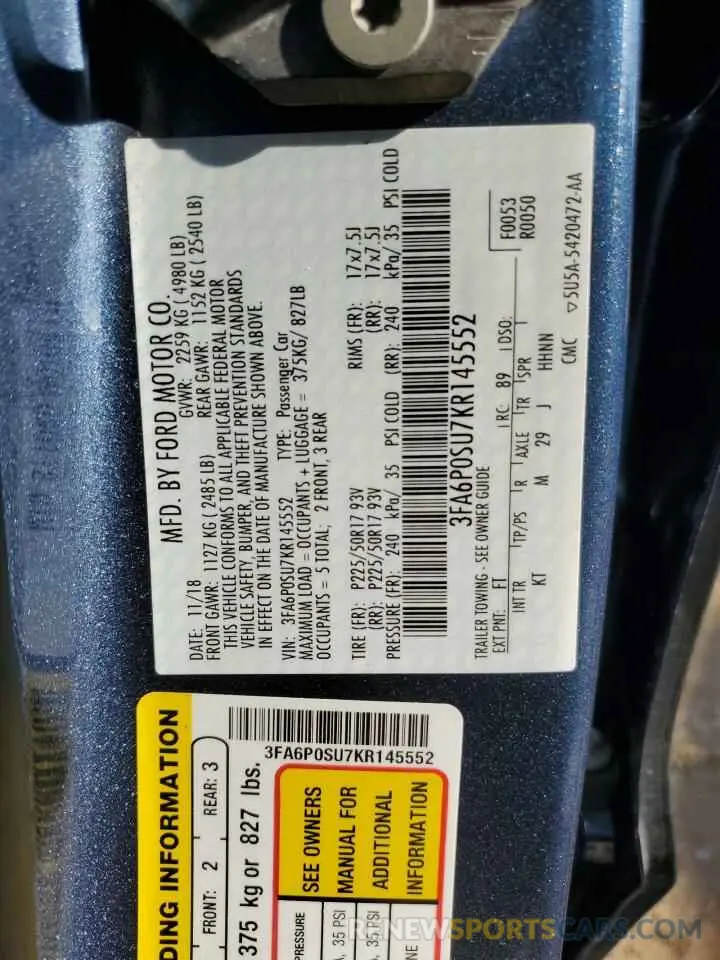 MFD. BY FORD MOTOR CO.
DATE: 11/18 GVWR: 2259 KG ( 4980 LB)
FRONT GAWR: 1127 KG ( 2485 LB) REAR GAWR: 1152 KG ( 2540 LB)
THIS VEHICLE CONFORMS TO ALL APPLICABLE FEDERAL MOTOR
VEHICLE SAFETY, BUMPER, AND THEFT PREVENTION STANDARDS
IN EFFECT ON THE DATE OF MANUFACTURE SHOWN ABOVE.
VIN: 3FA6P0SU7KR145552 TYPE: Passenger Car
MAXIMUM LOAD = OCCUPANTS + LUGGAGE = 375KG/ 827LB
OCCUPANTS = 5 TOTAL; 2 FRONT, 3 REAR
TIRE (FR): P225/50R17 93V RIMS (FR): 17x7.5J
(RR): P225/50R17 93V (RR): 17x7.5J
PRESSURE (FR): 240 kPa/ 35 PSI COLD (RR): 240 kPa/ 35 PSI COLD
3FA6P0SU7KR145552
TRAILER TOWING - SEE OWNER GUIDE
F0053
R0050
EXT PNT: FT RC: 89 DSO:
INT TR TP/PS R AXLE TR SPR
KT M 29 J HHNN
CMC ▽5U5A-5420472-AA
3FA6P0SU7KR145552
DING INFORMATION
FRONT: 2 REAR: 3
375 kg or 827 lbs.
SEE OWNERS
MANUAL FOR
ADDITIONAL
INFORMATION
PRESSURE
35 PSI
35 PSI
NE
RENEWSPORTSCARS.COM